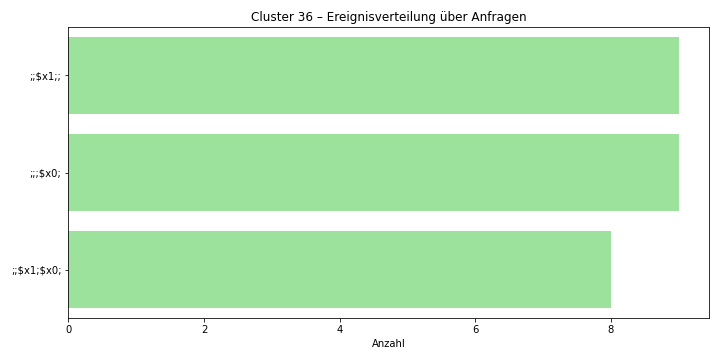 Cluster 36 – Ereignisverteilung über Anfragen
;;$x1;;
;;;$x0;
;;$x1;$x0;
0 2 4 6 8
Anzahl